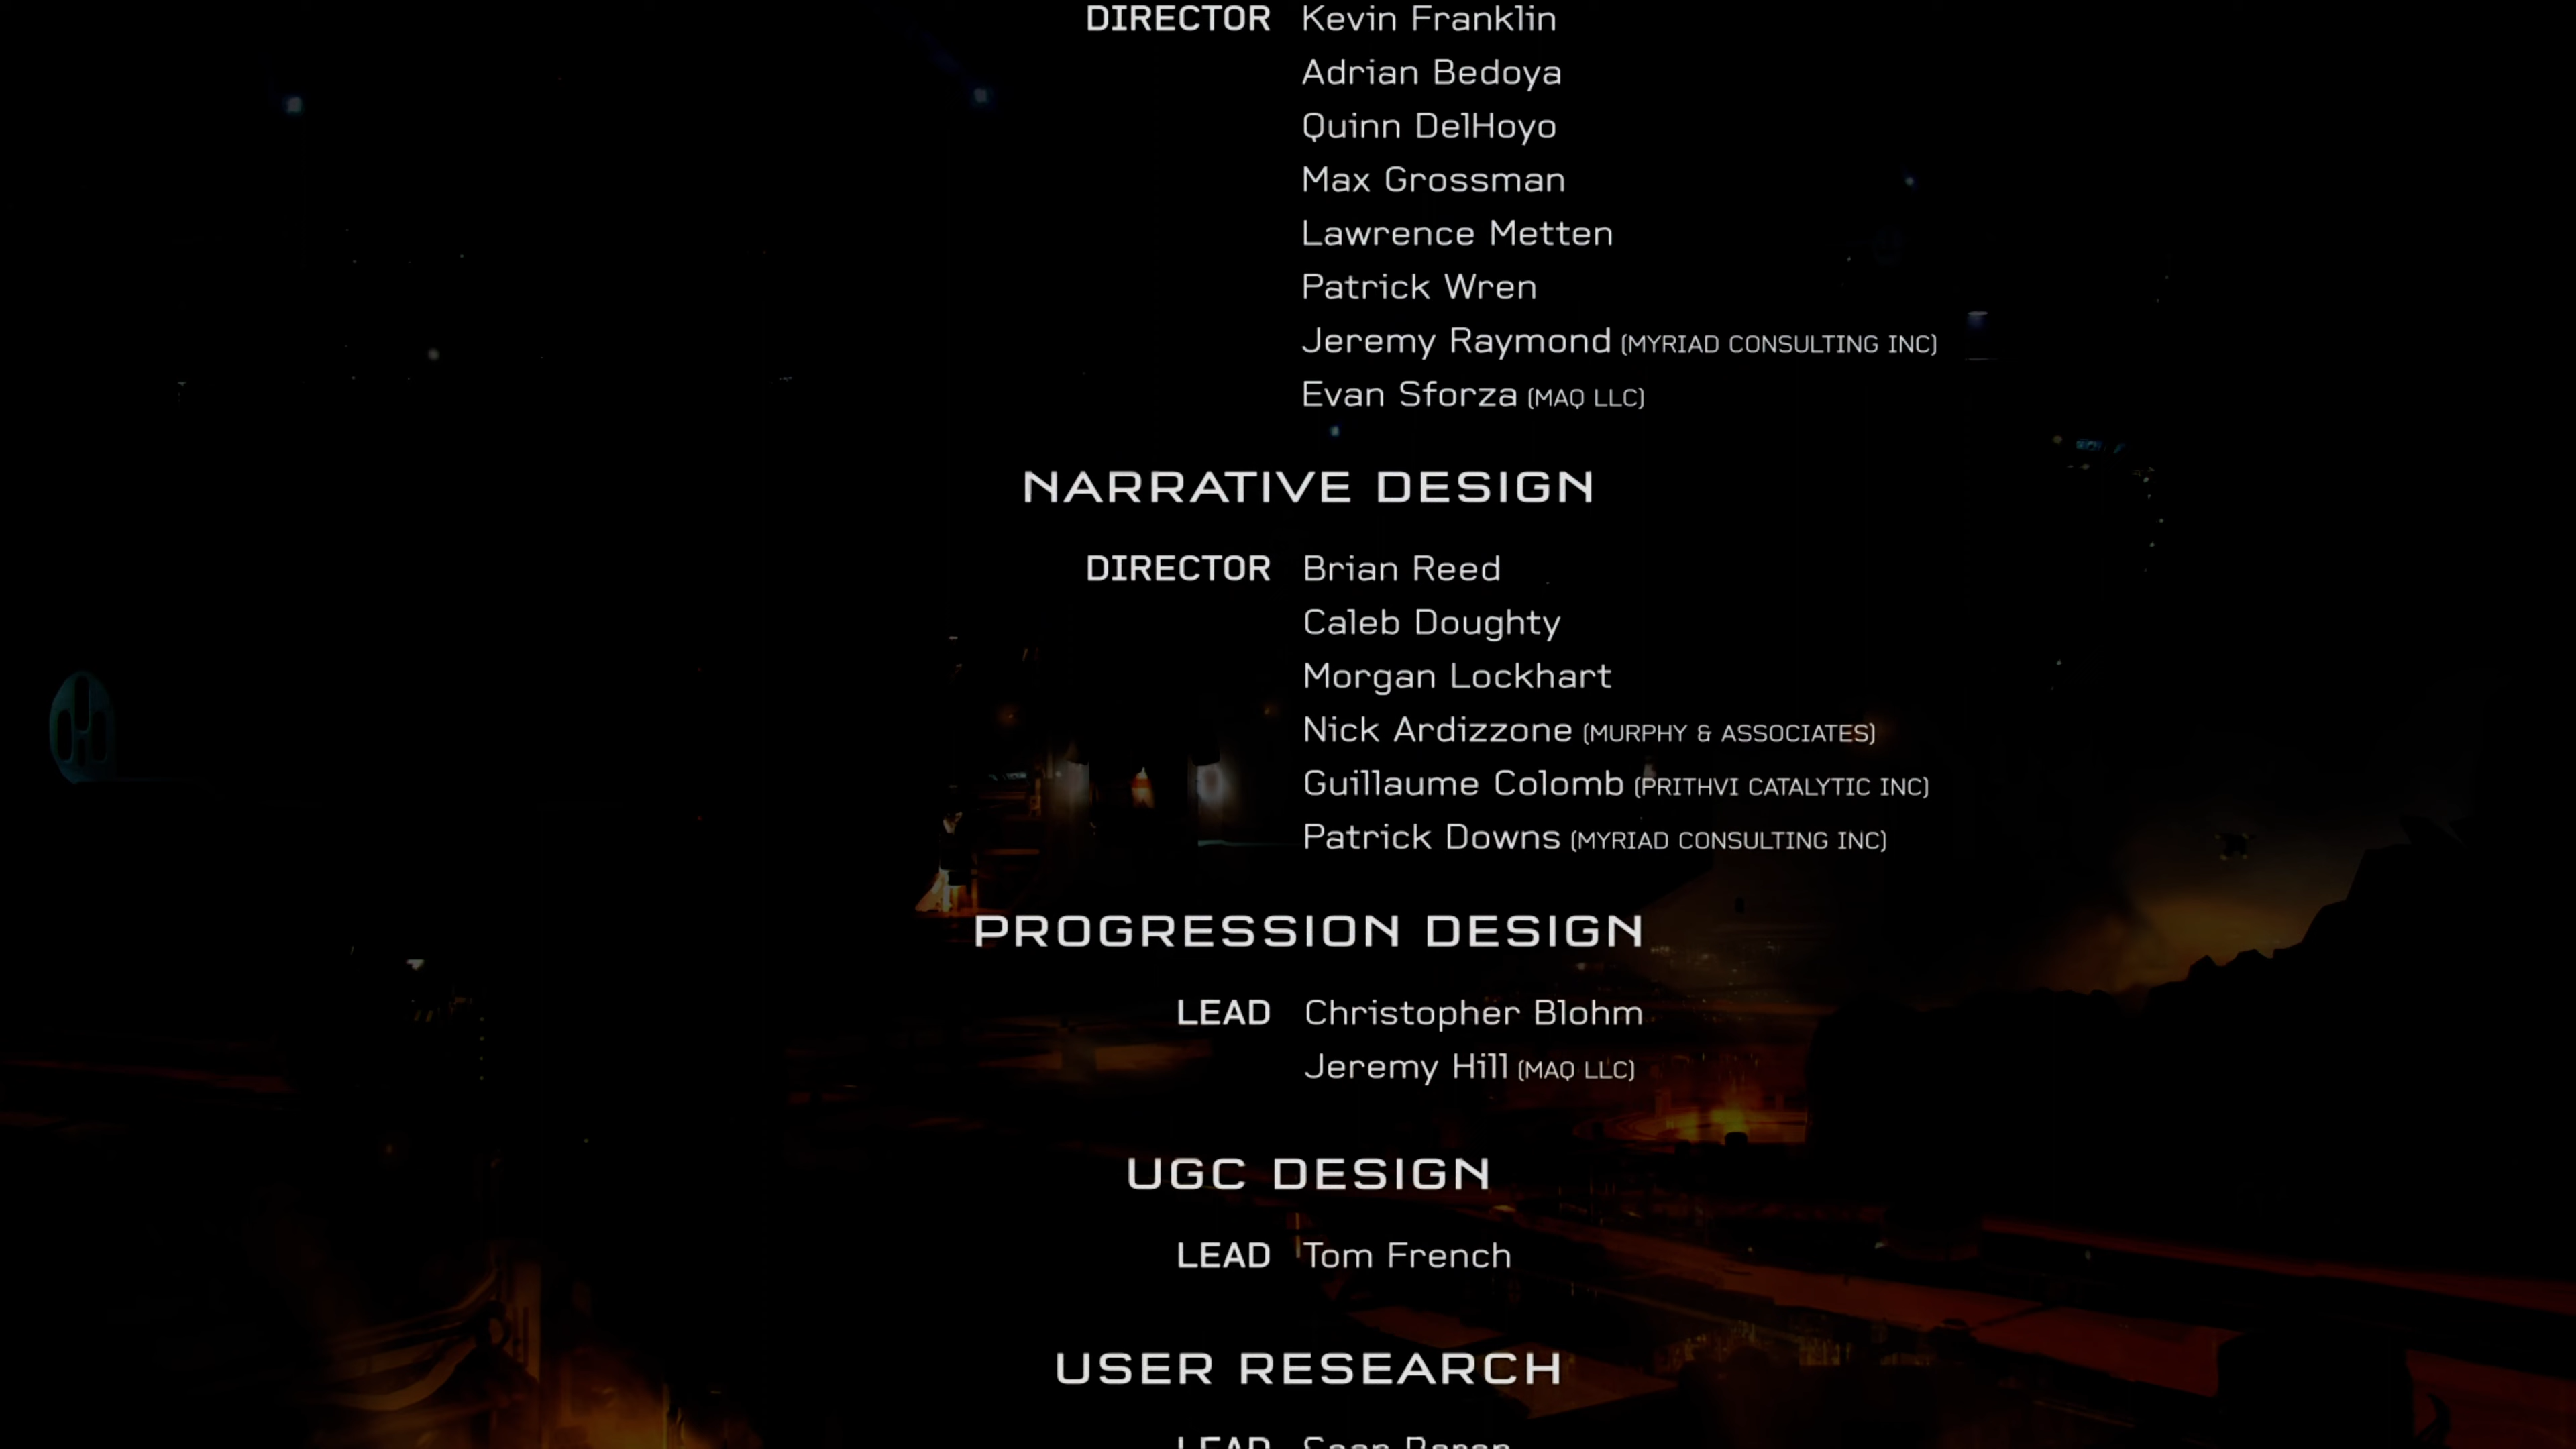 DIRECTOR Kevin Franklin
Adrian Bedoya
Quinn DelHoyo
Max Grossman
Lawrence Metten
Patrick Wren
Jeremy Raymond (MYRIAD CONSULTING INC)
Evan Sforza (MAQ LLC)
NARRATIVE DESIGN
DIRECTOR Brian Reed
Caleb Doughty
Morgan Lockhart
Nick Ardizzone (MURPHY & ASSOCIATES)
Guillaume Colomb (PRITHVI CATALYTIC INC)
Patrick Downs (MYRIAD CONSULTING INC)
PROGRESSION DESIGN
LEAD Christopher Blohm
Jeremy Hill (MAQ LLC)
UGC DESIGN
LEAD Tom French
USER RESEARCH
LEAD